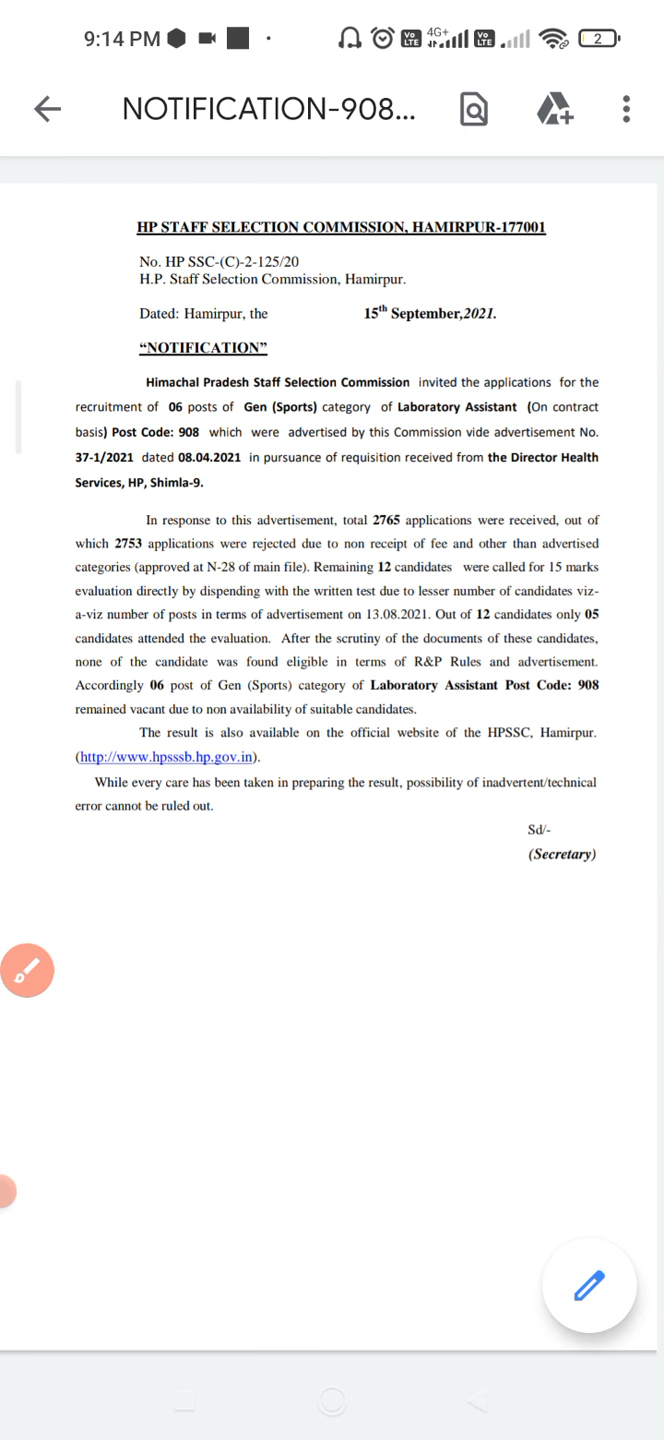 9:14 PM
Vo LTE 4G+ Vo LTE 2
NOTIFICATION-908...
HP STAFF SELECTION COMMISSION, HAMIRPUR-177001
No. HP SSC-(C)-2-125/20
H.P. Staff Selection Commission, Hamirpur.
Dated: Hamirpur, the 15th September,2021.
“NOTIFICATION”
Himachal Pradesh Staff Selection Commission invited the applications for the
recruitment of 06 posts of Gen (Sports) category of Laboratory Assistant (On contract
basis) Post Code: 908 which were advertised by this Commission vide advertisement No.
37-1/2021 dated 08.04.2021 in pursuance of requisition received from the Director Health
Services, HP, Shimla-9.
In response to this advertisement, total 2765 applications were received, out of
which 2753 applications were rejected due to non receipt of fee and other than advertised
categories (approved at N-28 of main file). Remaining 12 candidates were called for 15 marks
evaluation directly by dispending with the written test due to lesser number of candidates viz-
a-viz number of posts in terms of advertisement on 13.08.2021. Out of 12 candidates only 05
candidates attended the evaluation. After the scrutiny of the documents of these candidates,
none of the candidate was found eligible in terms of R&P Rules and advertisement.
Accordingly 06 post of Gen (Sports) category of Laboratory Assistant Post Code: 908
remained vacant due to non availability of suitable candidates.
The result is also available on the official website of the HPSSC, Hamirpur.
(http://www.hpsssb.hp.gov.in).
While every care has been taken in preparing the result, possibility of inadvertent/technical
error cannot be ruled out.
Sd/-
(Secretary)